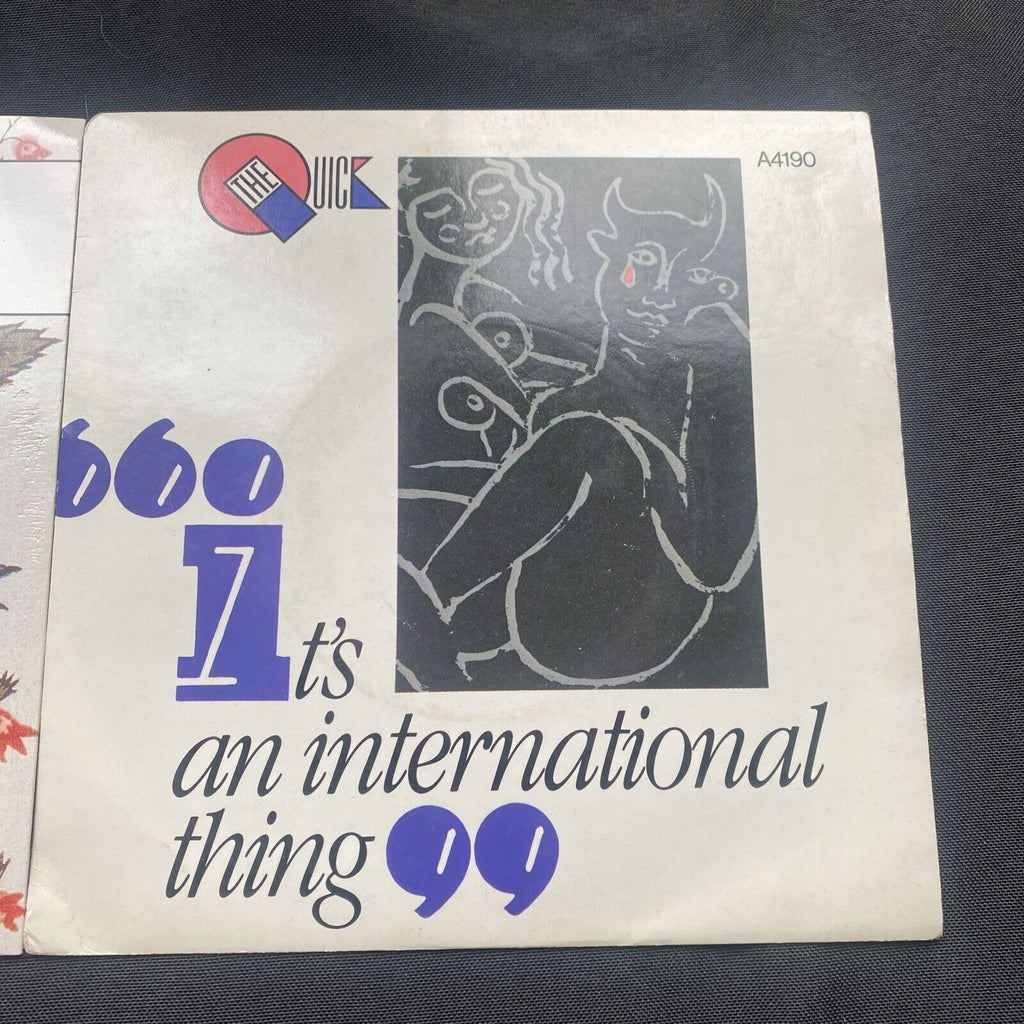 THE QUICK
A4190
“ o
It's
an international
thing ”